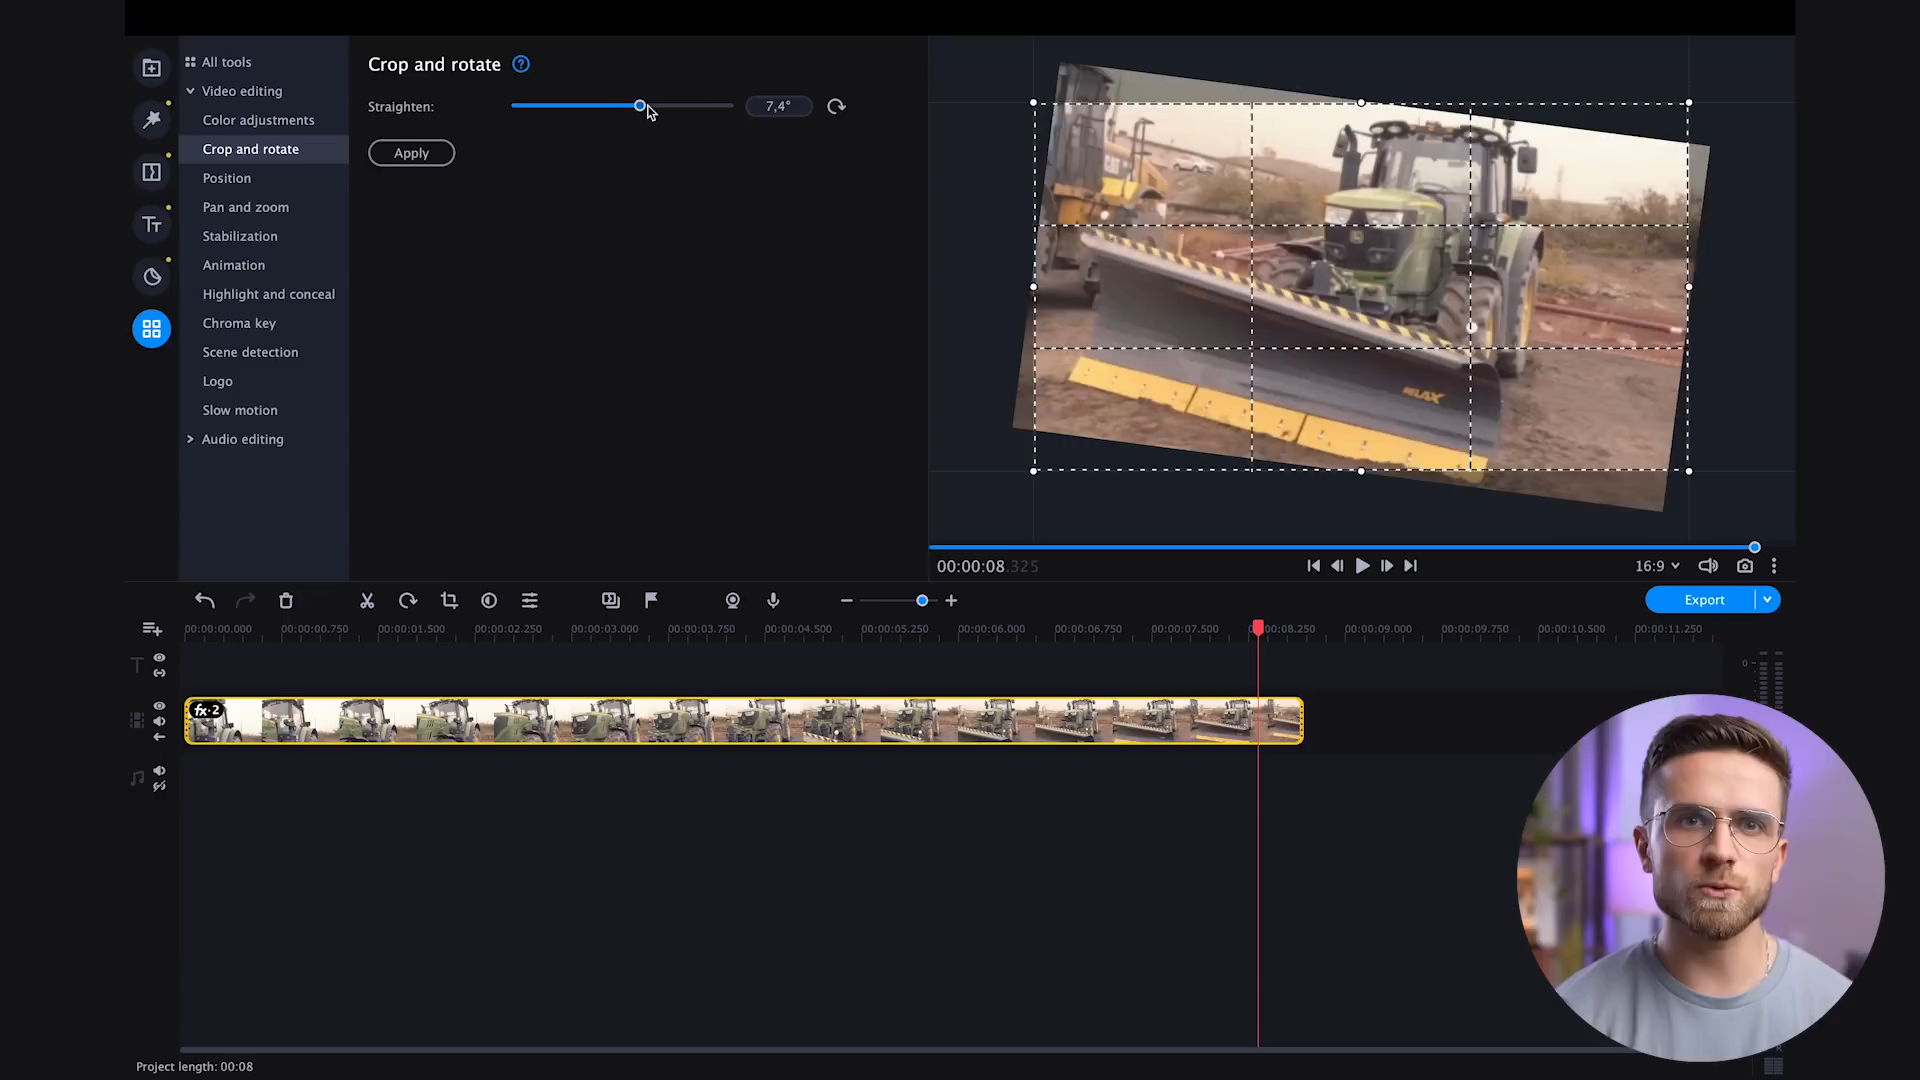 All tools
Video editing
Color adjustments
Crop and rotate
Position
Pan and zoom
Stabilization
Animation
Highlight and conceal
Chroma key
Scene detection
Logo
Slow motion
Audio editing
Crop and rotate ?
Straighten:
7,4°
Apply
CAT
00:00:08.325
16:9
Export
00:00:00.000 00:00:00.750 00:00:01.500 00:00:02.250 00:00:03.000 00:00:03.750 00:00:04.500 00:00:05.250 00:00:06.000 00:00:06.750 00:00:07.500 00:00:08.250 00:00:09.000 00:00:09.750 00:00:10.500 00:00:11.250
0
fx·2
Project length: 00:08